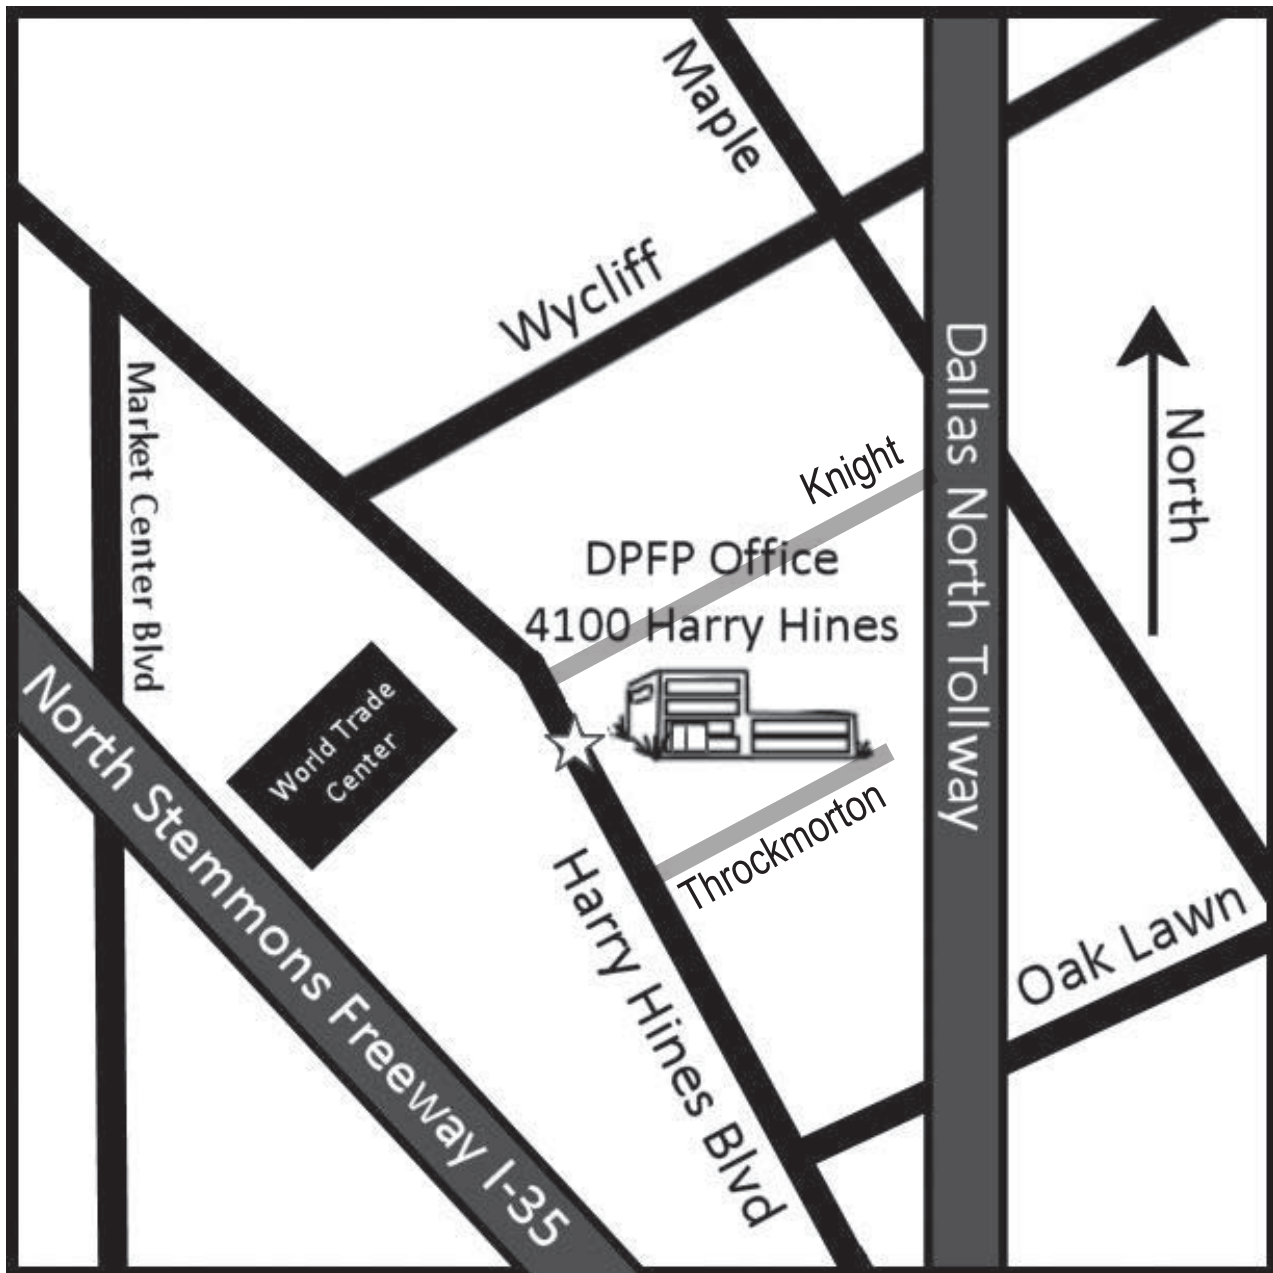 Maple
Wycliff
Dallas North Tollway
Market Center Blvd
North
Knight
DPFP Office
4100 Harry Hines
World Trade
Center
North Stemmons Freeway I-35
Throckmorton
Harry Hines Blvd
Oak Lawn